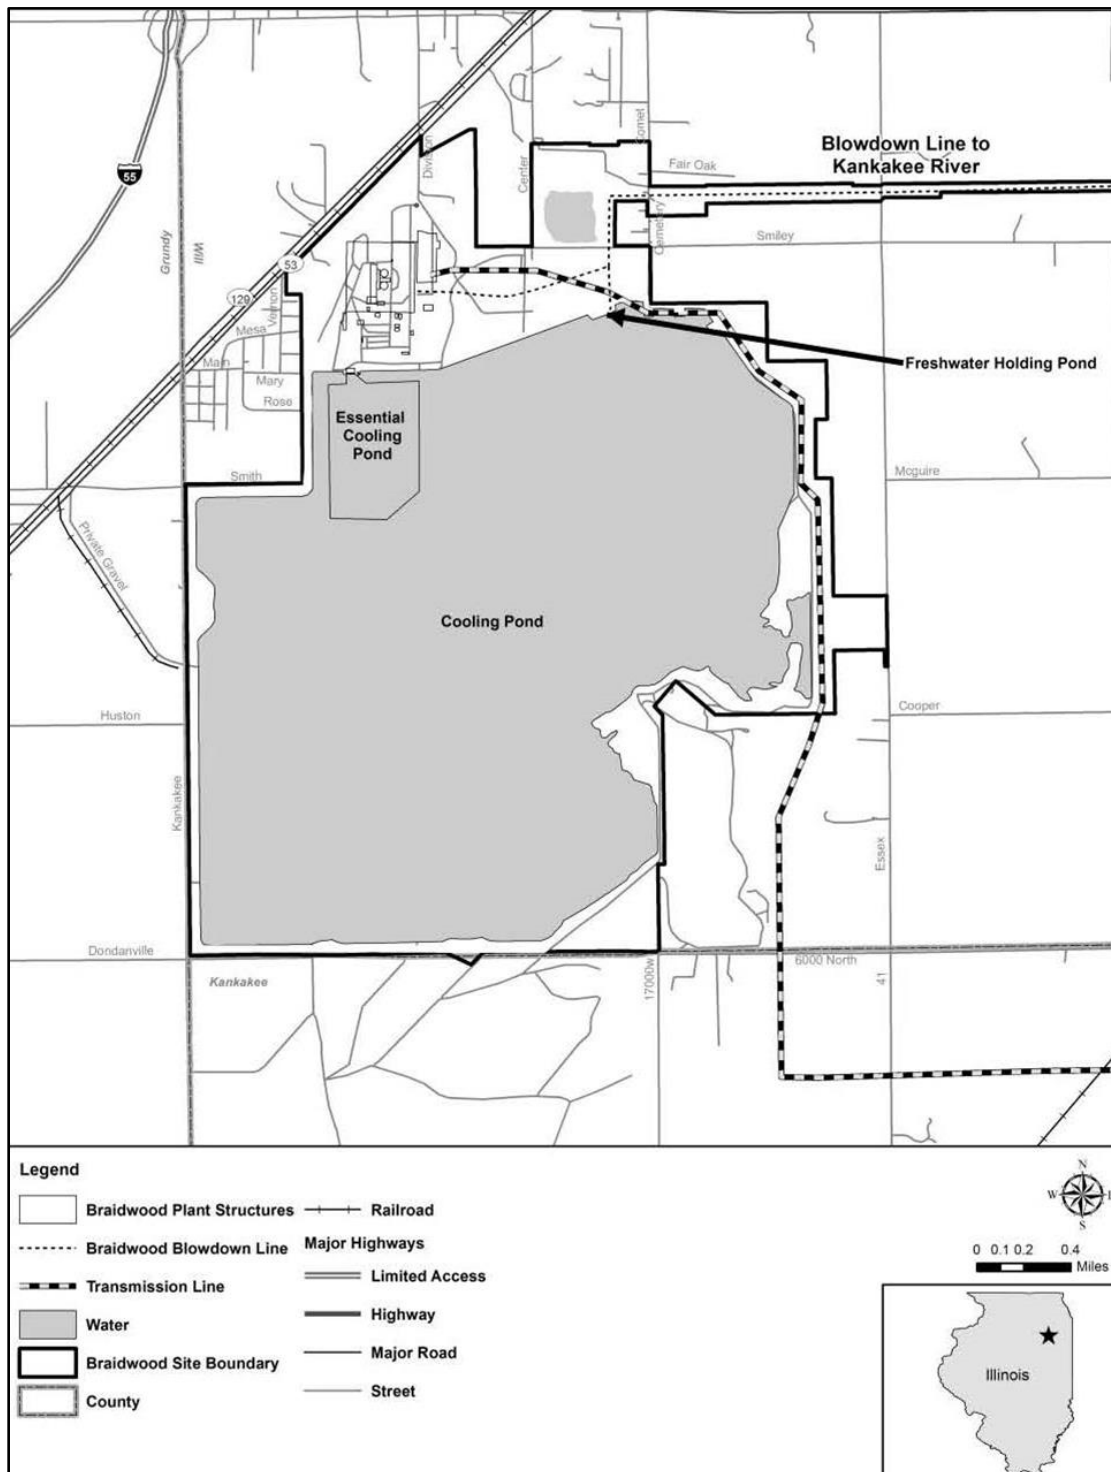 Division
Comet
Center
Blowdown Line to
Kankakee River
Fair Oak
55
Cemetery
Smiley
Grundy
Will
53
129
Vernon
Mesa
Main
Mary
Rose
Freshwater Holding Pond
Essential
Cooling
Pond
Smith
Mcguire
Private Gravel
Cooling Pond
Huston
Cooper
Kankakee
Essex
Dondanville
6000 North
Kankakee
17000w
41
Legend
Braidwood Plant Structures
Braidwood Blowdown Line
Transmission Line
Water
Braidwood Site Boundary
County
Railroad
Major Highways
Limited Access
Highway
Major Road
Street
N
W
E
S
0 0.1 0.2 0.4
Miles
Illinois